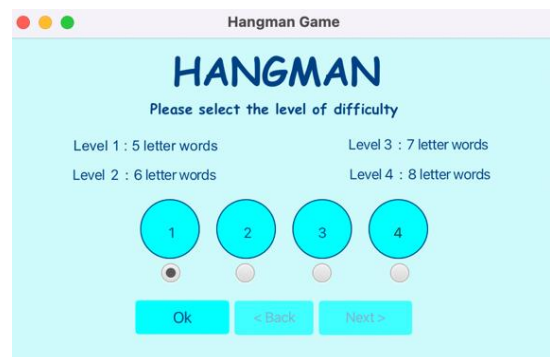 Hangman Game
HANGMAN
Please select the level of difficulty
Level 1 : 5 letter words
Level 3 : 7 letter words
Level 2 : 6 letter words
Level 4 : 8 letter words
1 2 3 4
Ok < Back Next >